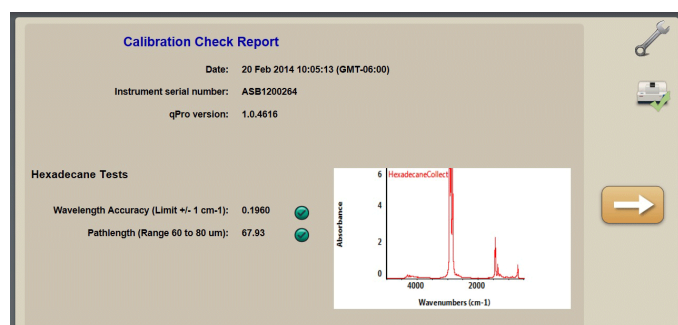 Calibration Check Report
Date: 20 Feb 2014 10:05:13 (GMT-06:00)
Instrument serial number: ASB1200264
qPro version: 1.0.4616
Hexadecane Tests
Wavelength Accuracy (Limit +/- 1 cm-1): 0.1960
Pathlength (Range 60 to 80 um): 67.93
HexadecaneCollect
Absorbance
6
4
2
0
4000 2000
Wavenumbers (cm-1)